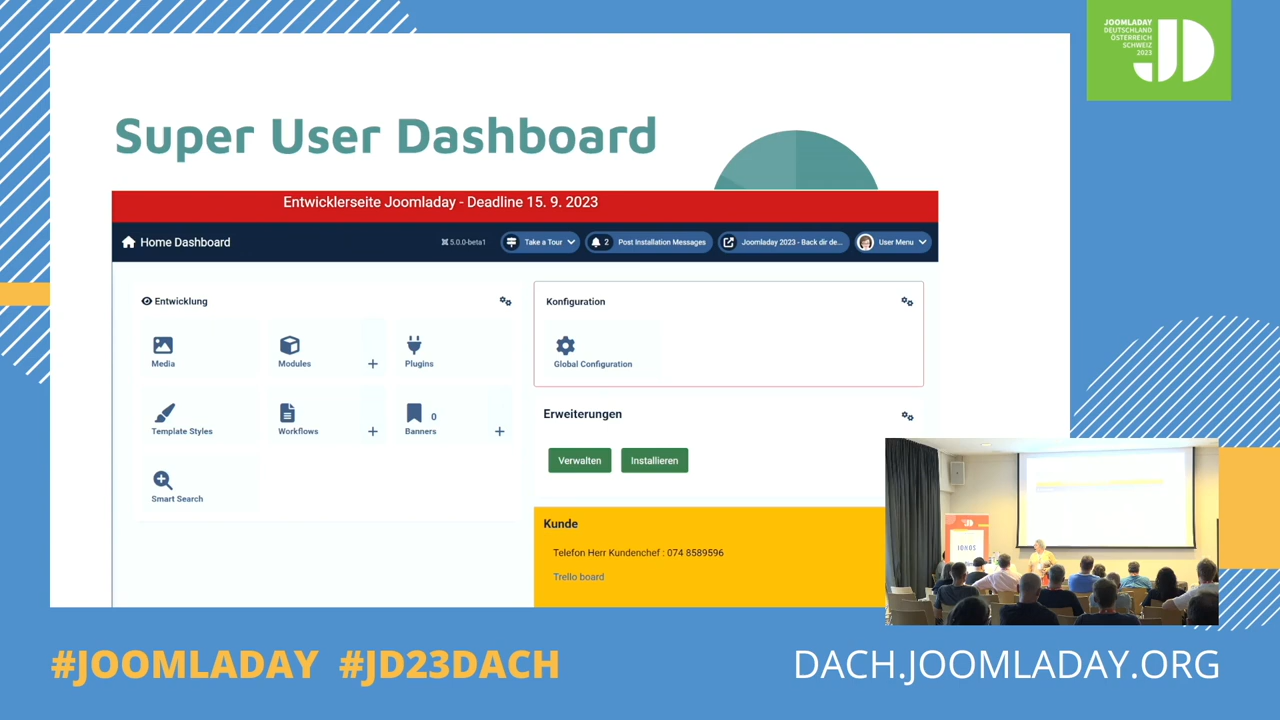 JOOMLADAY
DEUTSCHLAND
ÖSTERREICH
SCHWEIZ
2023
JD
Super User Dashboard
Entwicklerseite Joomladay - Deadline 15. 9. 2023
Home Dashboard
5.0.0-beta1
Take a Tour
2 Post Installation Messages
Joomladay 2023 - Back dir de...
User Menu
Entwicklung
Media
Modules
Plugins
Template Styles
Workflows
0
Banners
Smart Search
Konfiguration
Global Configuration
Erweiterungen
Verwalten
Installieren
Kunde
Telefon Herr Kundenchef : 074 8589596
Trello board
IONOS
#JOOMLADAY #JD23DACH
DACH.JOOMLADAY.ORG